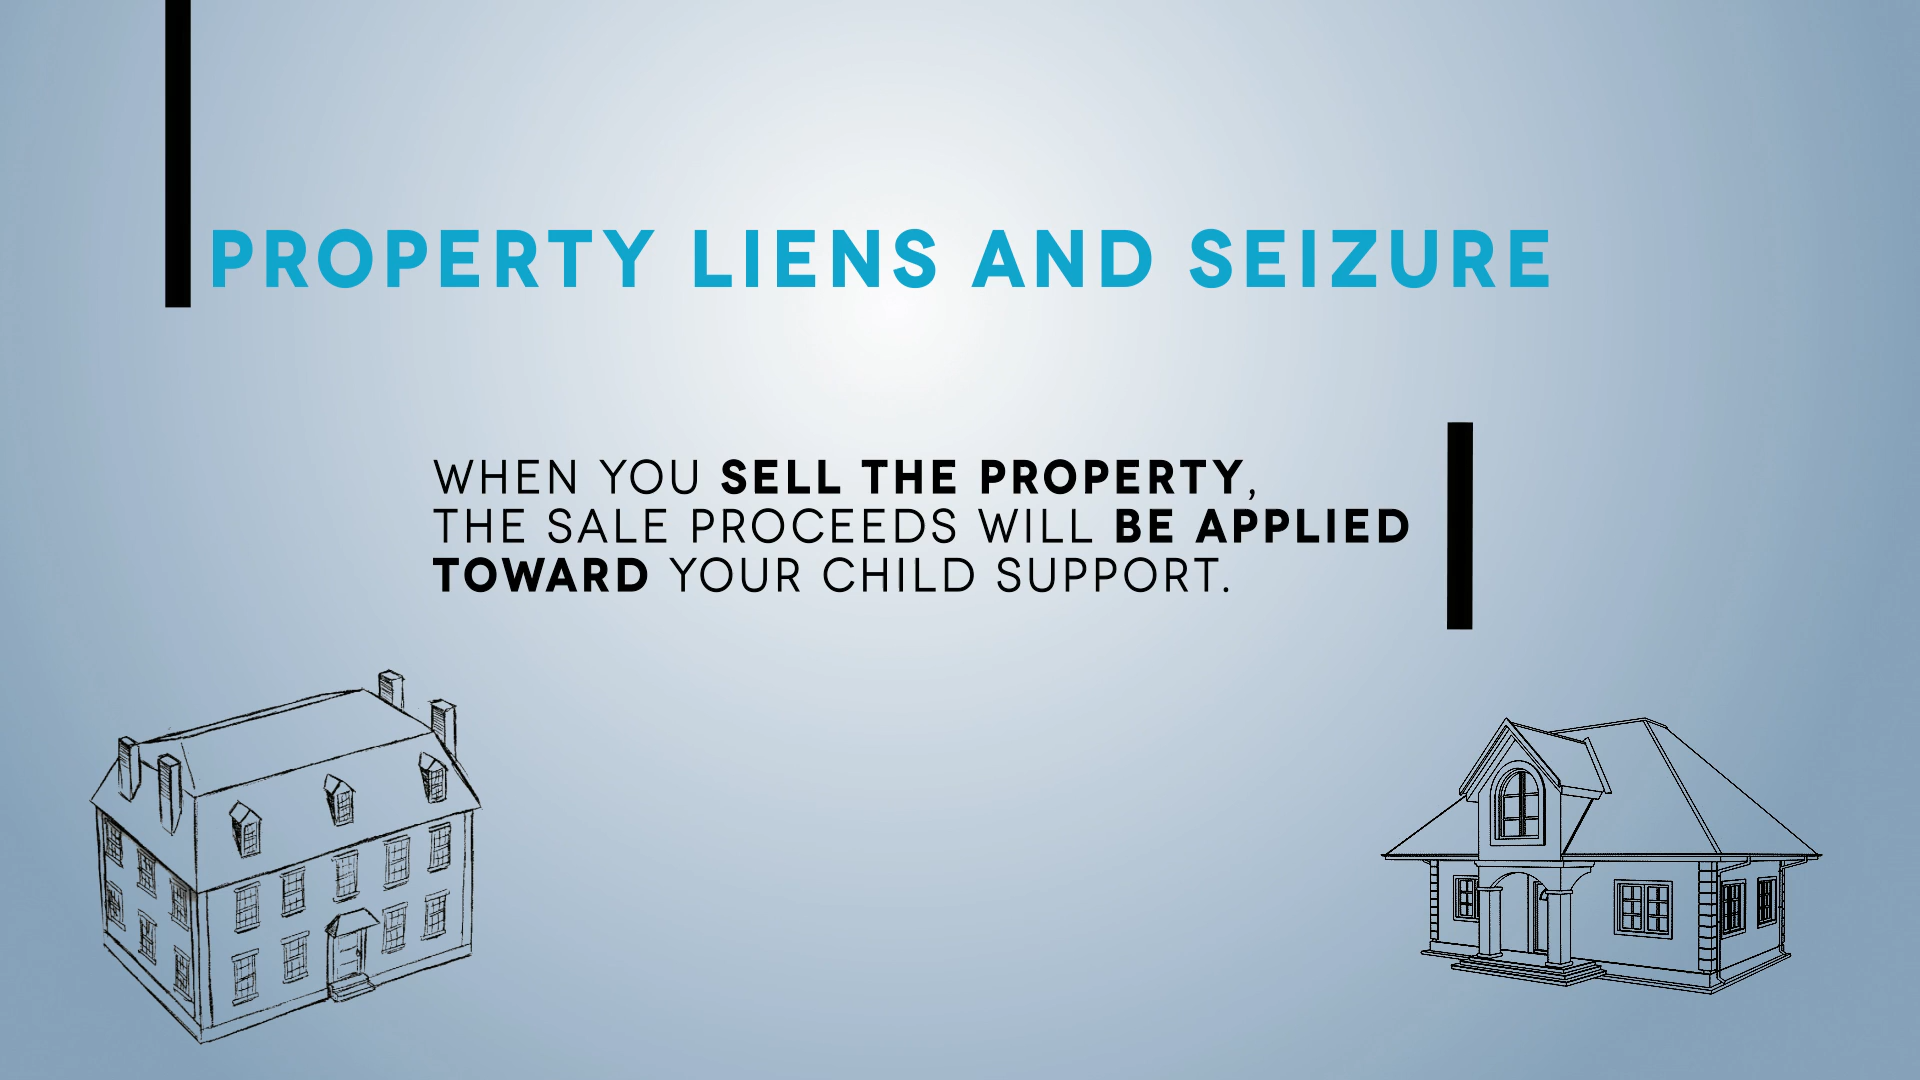 PROPERTY LIENS AND SEIZURE
WHEN YOU SELL THE PROPERTY,
THE SALE PROCEEDS WILL BE APPLIED
TOWARD YOUR CHILD SUPPORT.